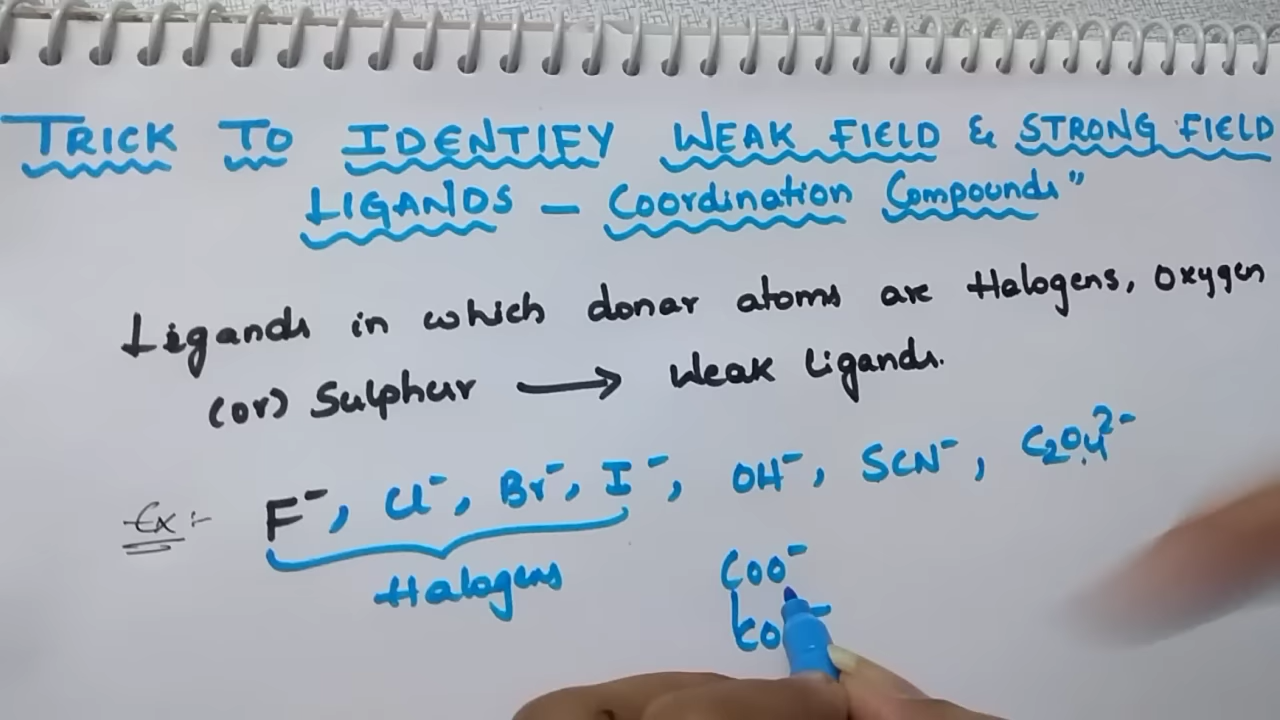 TRICK TO IDENTIFY WEAK FIELD & STRONG FIELD
LIGANDS — Coordination Compounds"
Ligands in which donar atoms are Halogens, oxygen
(or) Sulphur → Weak ligands.
Ex:- F⁻, Cl⁻, Br⁻, I⁻, OH⁻, SCN⁻, C₂O₄²⁻
Halogens
COO⁻